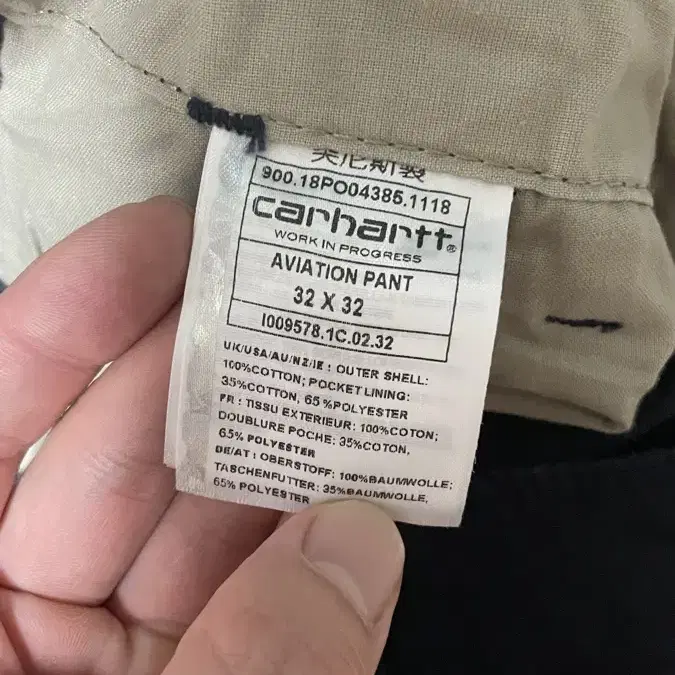 900.18PO04385.1118
carhartt®
WORK IN PROGRESS
AVIATION PANT
32 X 32
I009578.1C.02.32
UK/USA/AU/NZ/IE : OUTER SHELL:
100%COTTON; POCKET LINING:
35%COTTON, 65 %POLYESTER
FR : TISSU EXTERIEUR: 100%COTON;
DOUBLURE POCHE: 35%COTON,
65% POLYESTER
DE/AT : OBERSTOFF: 100%BAUMWOLLE;
TASCHENFUTTER: 35%BAUMWOLLE,
65% POLYESTER